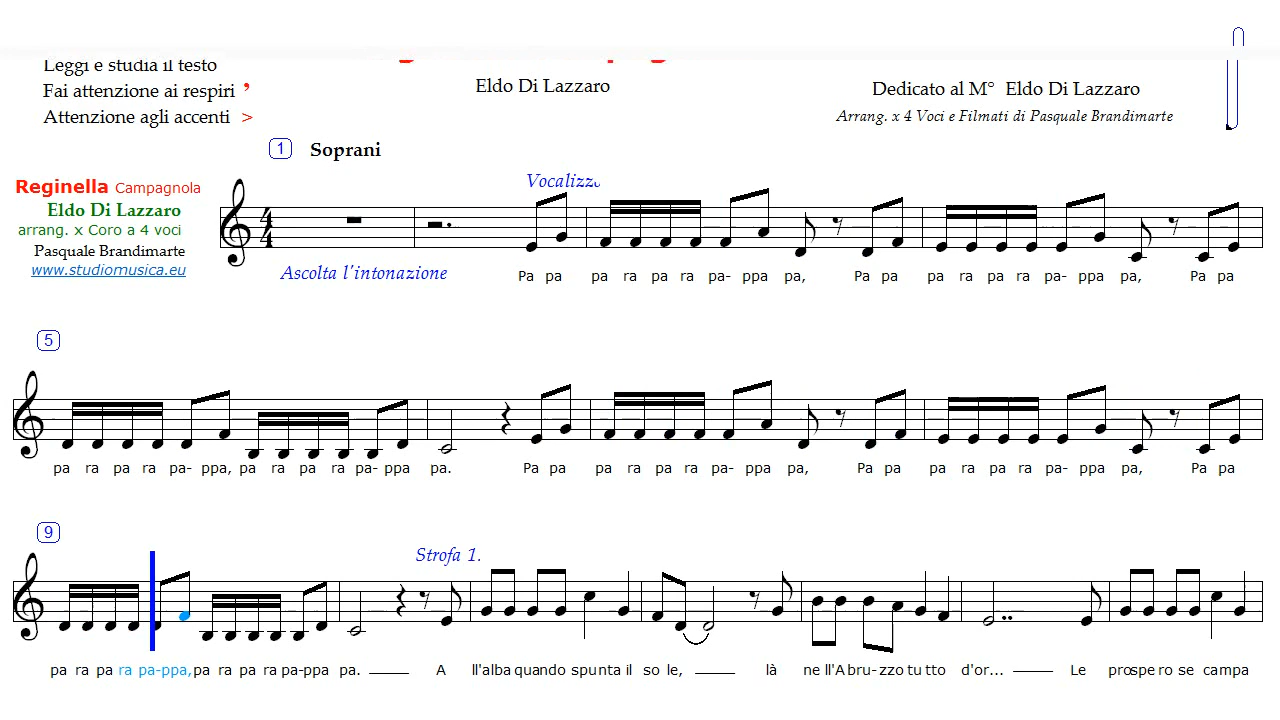 Leggi e studia il testo
Fai attenzione ai respiri ,
Attenzione agli accenti >
Eldo Di Lazzaro
Dedicato al M° Eldo Di Lazzaro
Arrang. x 4 Voci e Filmati di Pasquale Brandimarte
1 Soprani
Reginella Campagnola
Eldo Di Lazzaro
arrang. x Coro a 4 voci
Pasquale Brandimarte
www.studiomusica.eu
Vocalizzo
Ascolta l'intonazione
Pa pa pa ra pa ra pa- ppa pa, Pa pa pa ra pa ra pa- ppa pa, Pa pa
5
pa ra pa ra pa- ppa, pa ra pa ra pa- ppa pa. Pa pa pa ra pa ra pa- ppa pa, Pa pa pa ra pa ra pa- ppa pa, Pa pa
9
Strofa 1.
pa ra pa ra pa-ppa, pa ra pa ra pa-ppa pa. A ll'alba quando spunta il so le, là ne ll'A bru-zzo tu tto d'or... Le prospe ro se campa